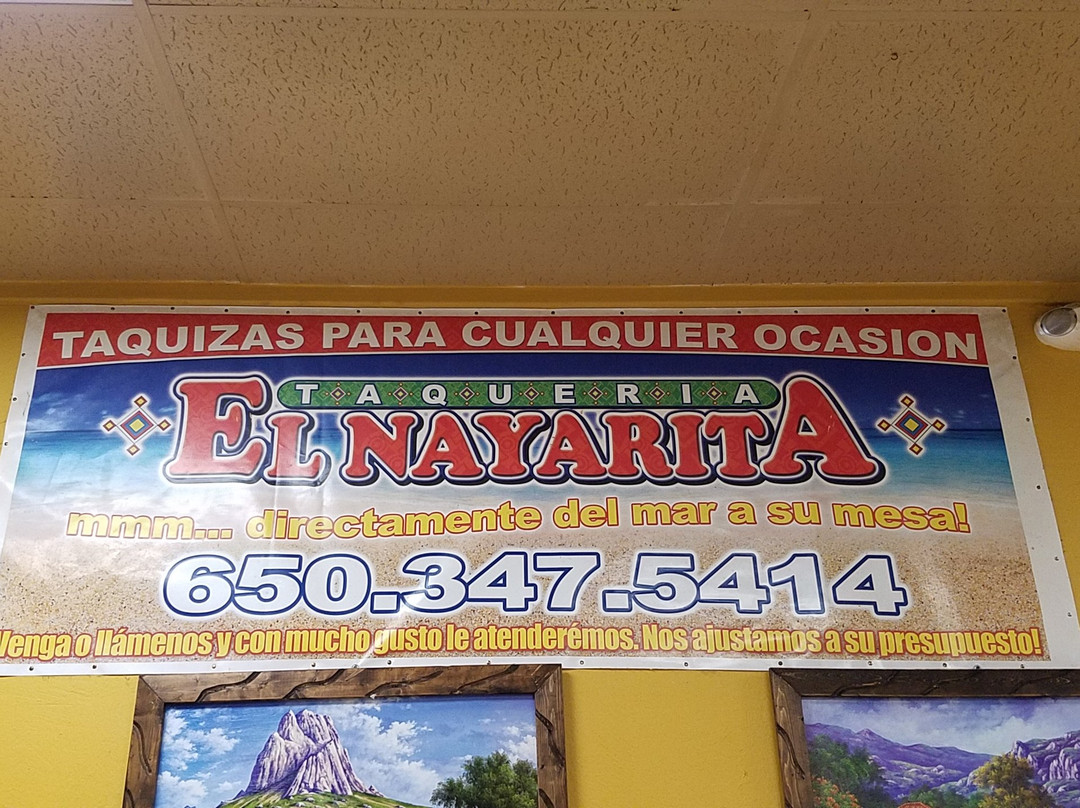 TAQUIZAS PARA CUALQUIER OCASION
TAQUERIA
EL NAYARITA
mmm... directamente del mar a su mesa!
650.347.5414
Venga o llámenos y con mucho gusto le atenderémos. Nos ajustamos a su presupuesto!